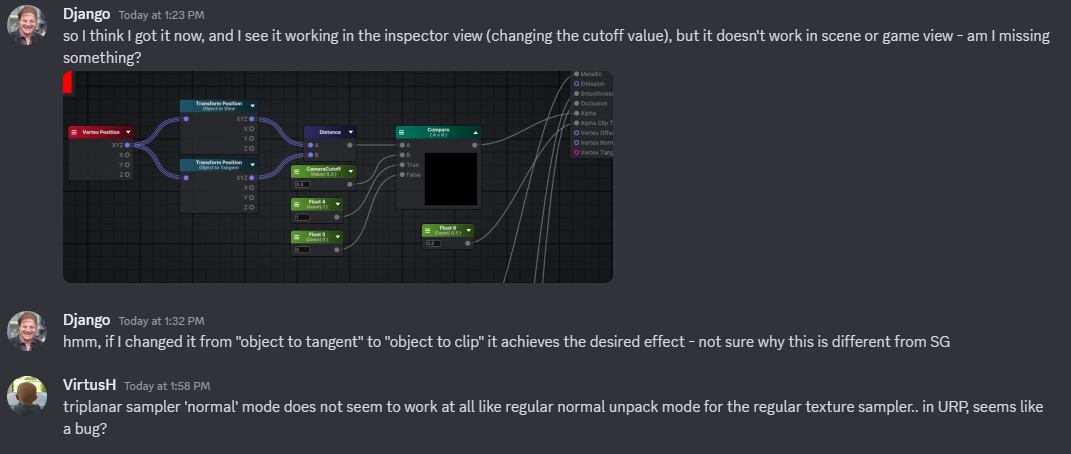 Django Today at 1:23 PM
so I think I got it now, and I see it working in the inspector view (changing the cutoff value), but it doesn't work in scene or game view - am I missing
something?
Metallic
Emission
Smoothness
Occlusion
Alpha
Alpha Clip T
Vertex Offs
Vertex Norr
Vertex Tang
Transform Position
Object to View
XYZ
X
Y
Z
Vertex Position
XYZ
X
Y
Z
Transform Position
Object to Tangent
XYZ
X
Y
Z
Distance
A
B
CameraCutoff
Value( 0.3 )
0.3
Float 4
Const( 1 )
1
Float 5
Const( 0 )
0
Compare
( A > B )
A
B
True
False
Float 6
Const( 0.5 )
0.5
Django Today at 1:32 PM
hmm, if I changed it from "object to tangent" to "object to clip" it achieves the desired effect - not sure why this is different from SG
VirtusH Today at 1:58 PM
triplanar sampler 'normal' mode does not seem to work at all like regular normal unpack mode for the regular texture sampler.. in URP, seems like
a bug?